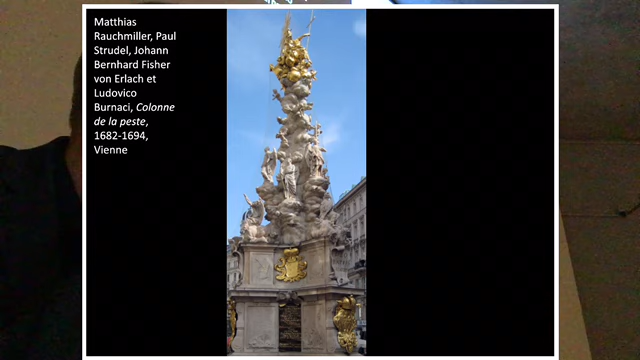 Matthias
Rauchmiller, Paul
Strudel, Johann
Bernhard Fisher
von Erlach et
Ludovico
Burnaci, Colonne
de la peste,
1682-1694,
Vienne